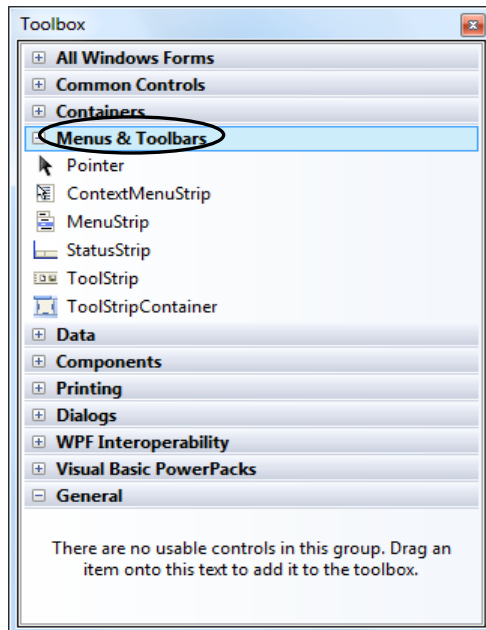 Toolbox
All Windows Forms
Common Controls
Containers
Menus & Toolbars
Pointer
ContextMenuStrip
MenuStrip
StatusStrip
ToolStrip
ToolStripContainer
Data
Components
Printing
Dialogs
WPF Interoperability
Visual Basic PowerPacks
General
There are no usable controls in this group. Drag an
item onto this text to add it to the toolbox.